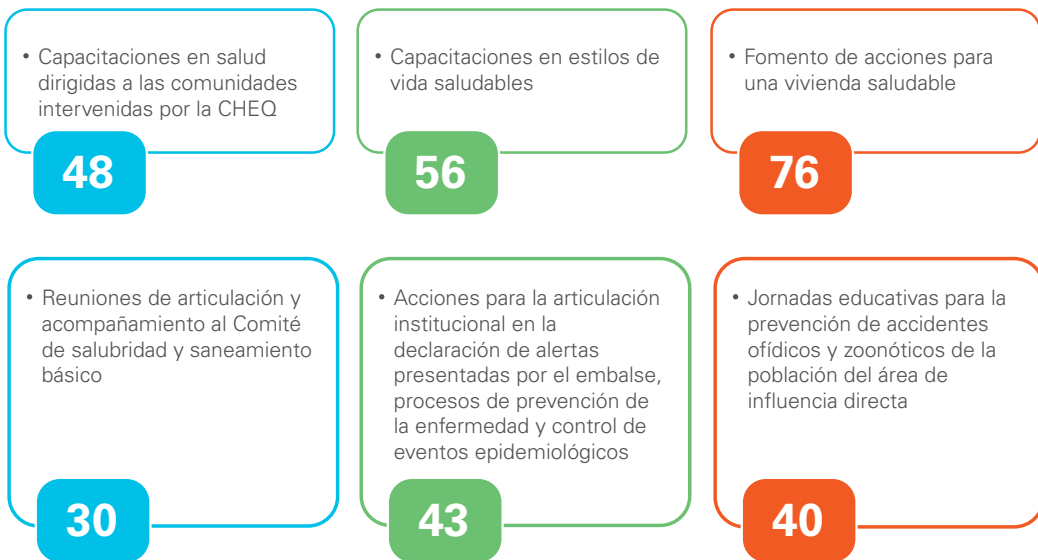 • Capacitaciones en salud
dirigidas a las comunidades
intervenidas por la CHEQ
48
• Capacitaciones en estilos de
vida saludables
56
• Fomento de acciones para
una vivienda saludable
76
• Reuniones de articulación y
acompañamiento al Comité
de salubridad y saneamiento
básico
30
• Acciones para la articulación
institucional en la
declaración de alertas
presentadas por el embalse,
procesos de prevención de
la enfermedad y control de
eventos epidemiológicos
43
• Jornadas educativas para la
prevención de accidentes
ofídicos y zoonóticos de la
población del área de
influencia directa
40